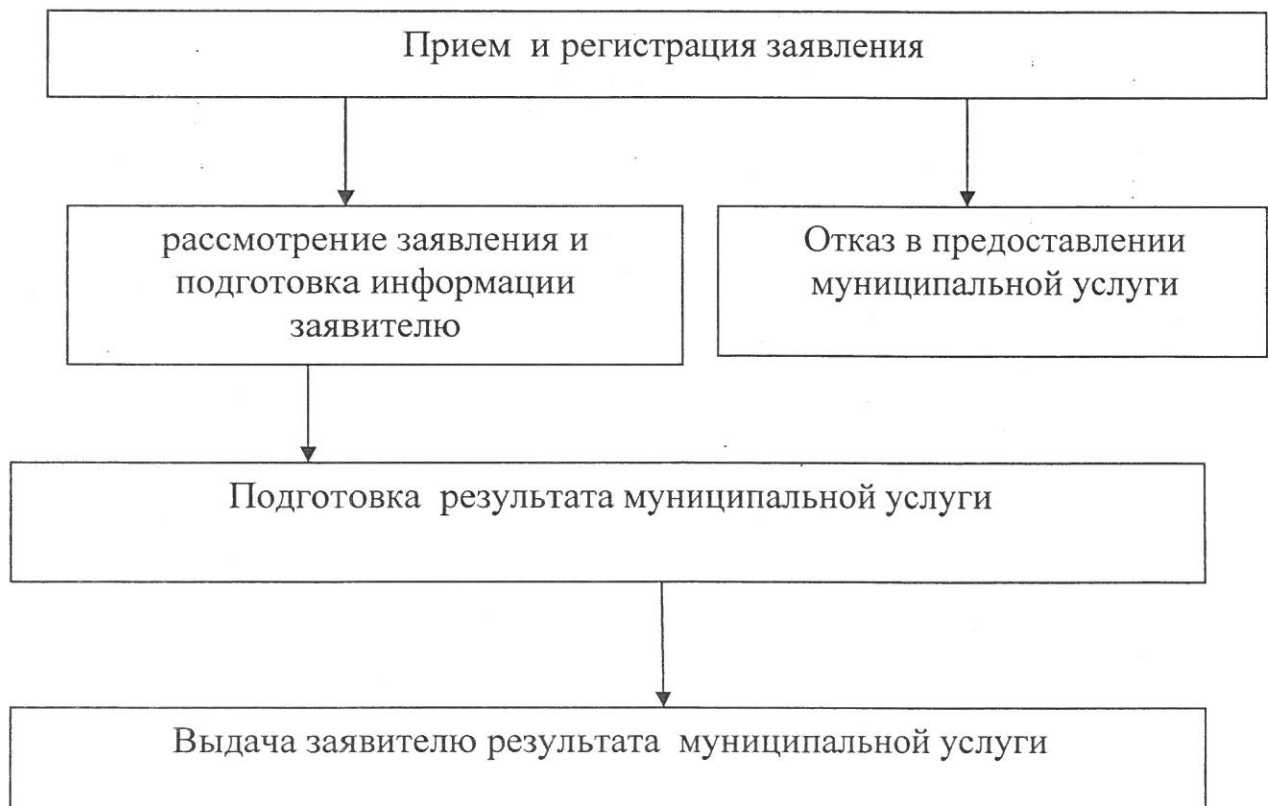 Прием и регистрация заявления
рассмотрение заявления и
подготовка информации
заявителю
Отказ в предоставлении
муниципальной услуги
Подготовка результата муниципальной услуги
Выдача заявителю результата муниципальной услуги